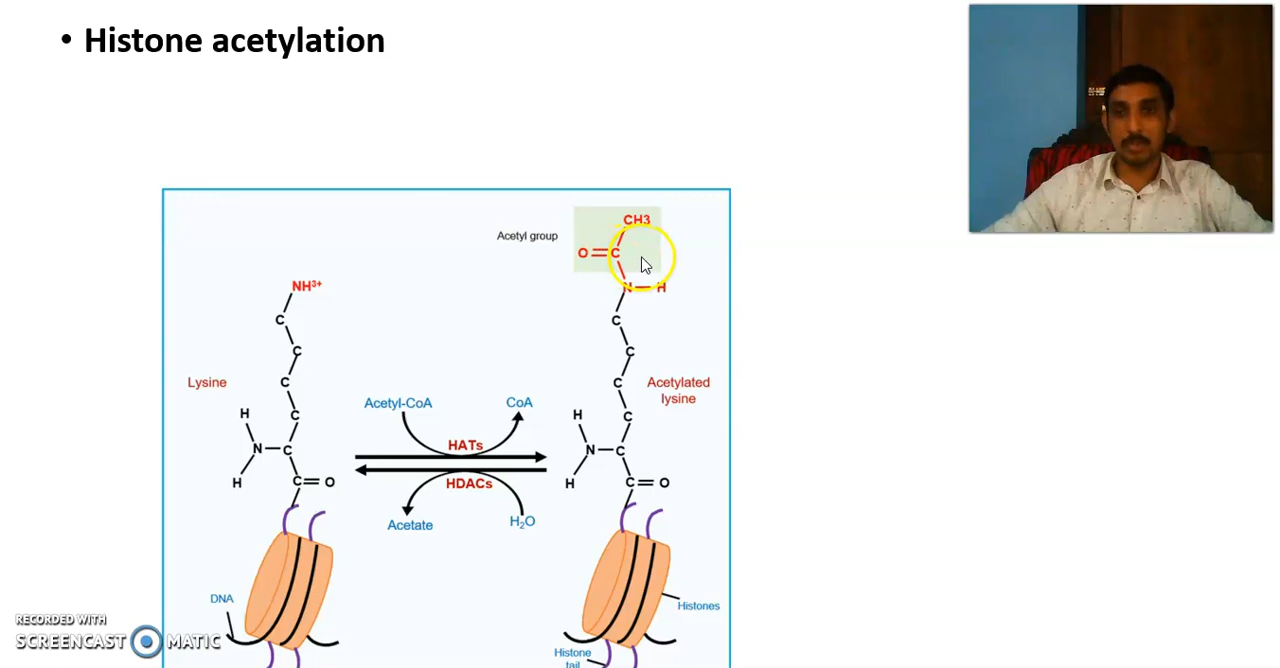 • Histone acetylation
CH3
Acetyl group
O C
N H
NH³⁺
C
C
C
C
C
C
Lysine
Acetylated
lysine
C
C
H
H
C
C
Acetyl-CoA
CoA
HATs
N C
N C
HDACs
H
C O
H
C O
Acetate
H₂O
DNA
Histones
Histone
tail
RECORDED WITH
SCREENCAST MATIC